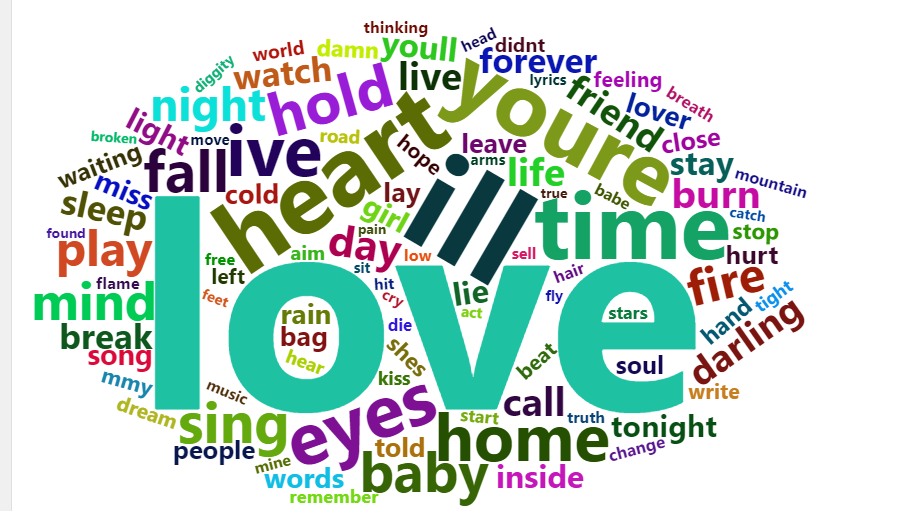 thinking
head
didnt
world
damn
youll
forever
diggity
watch
live
lyrics
feeling
breath
night
hold
youre
friend
lover
light
move
ive
heart
road
hope
leave
close
broken
waiting
fall
arms
life
stay
mountain
miss
cold
lay
ill
true
babe
burn
sleep
girl
time
catch
found
pain
stop
play
free
aim
day
low
sell
hurt
left
sit
flame
feet
hit
cry
lie
hair
fly
fire
tight
mind
love
rain
act
stars
hand
darling
break
bag
die
song
hear
shes
beat
soul
mmy
music
kiss
write
dream
sing
eyes
start
call
truth
tonight
people
told
home
change
mine
words
baby
inside
remember